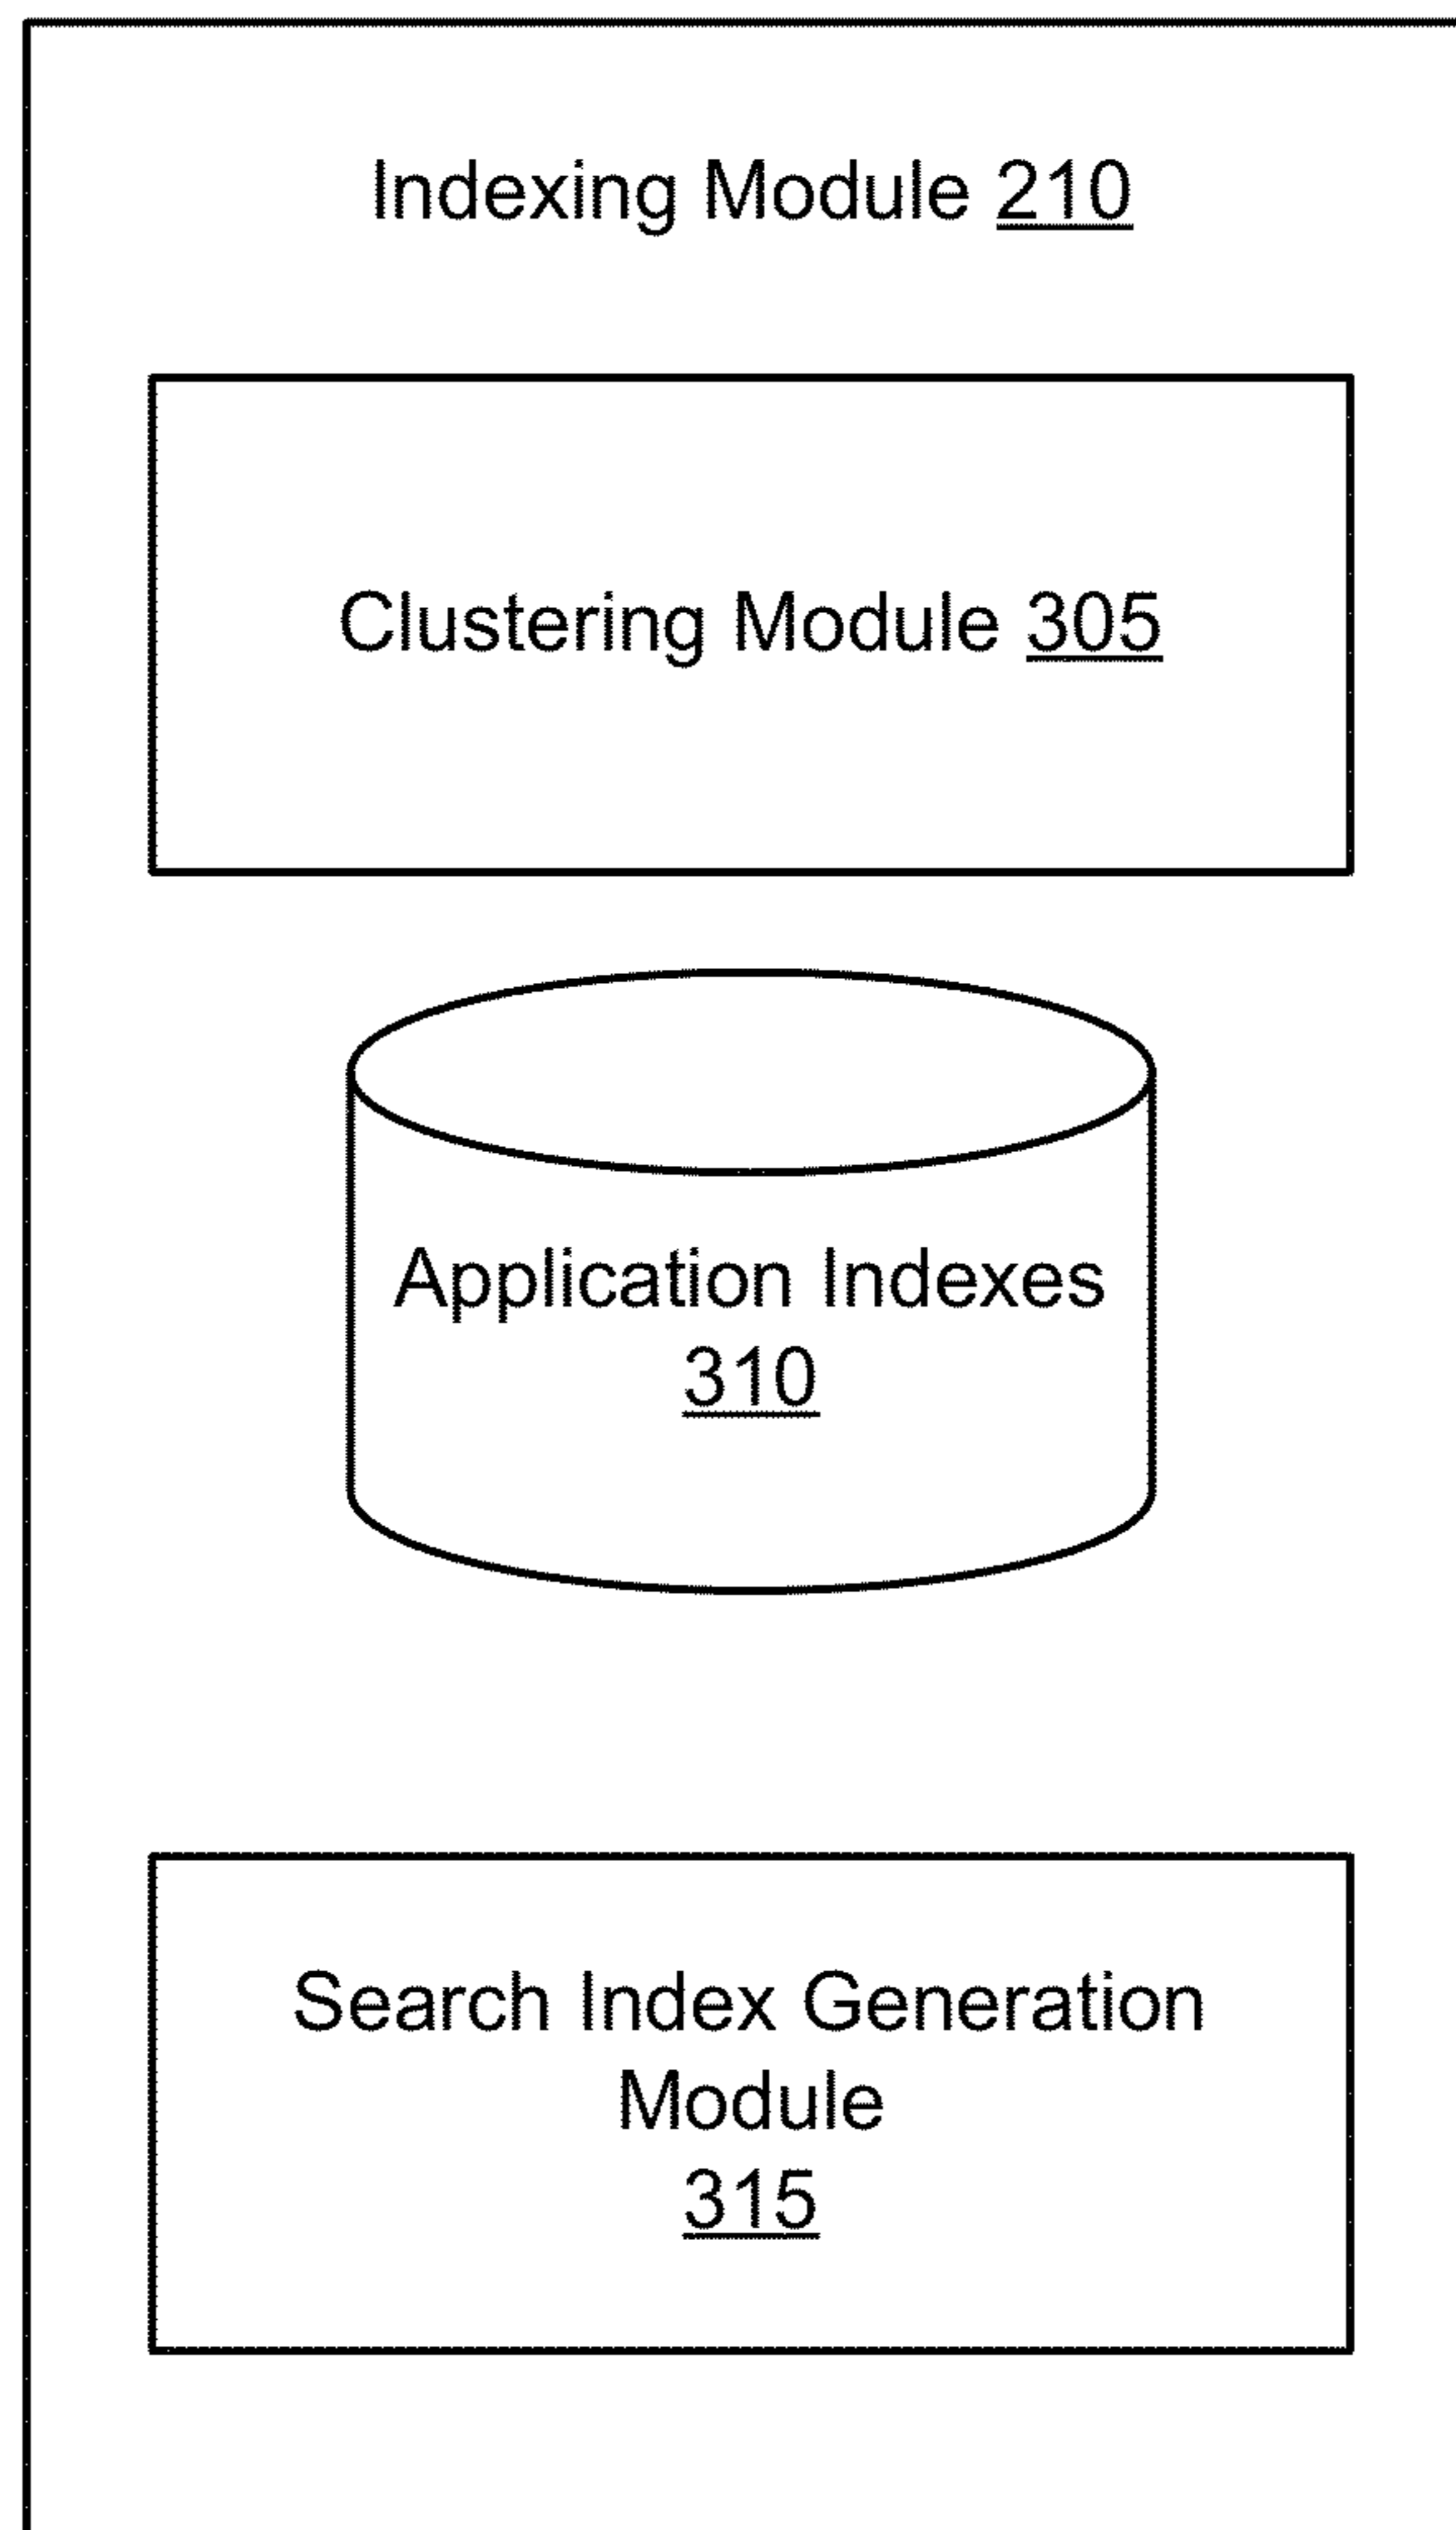 Indexing Module 210
Clustering Module 305
Application Indexes
310
Search Index Generation
Module
315